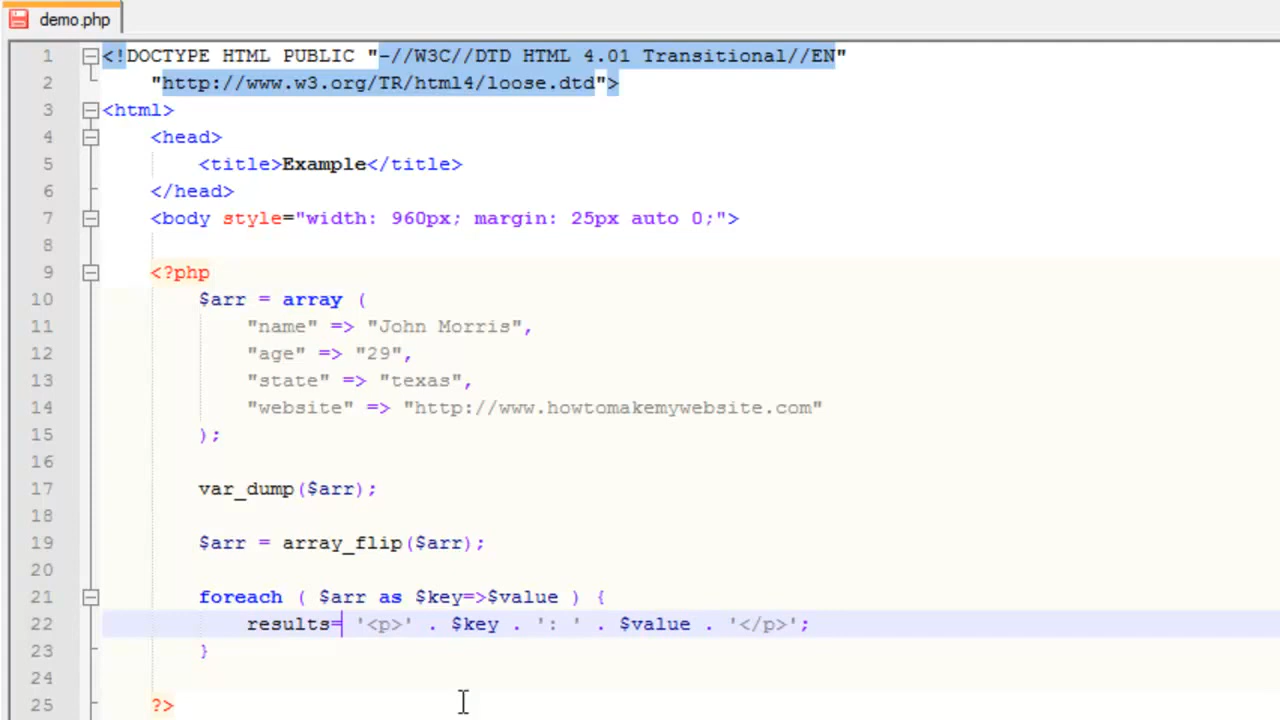 demo.php
1 <!DOCTYPE HTML PUBLIC "-//W3C//DTD HTML 4.01 Transitional//EN"
2 "http://www.w3.org/TR/html4/loose.dtd">
3 <html>
4 <head>
5 <title>Example</title>
6 </head>
7 <body style="width: 960px; margin: 25px auto 0;">
8
9 <?php
10 $arr = array (
11 "name" => "John Morris",
12 "age" => "29",
13 "state" => "texas",
14 "website" => "http://www.howtomakemywebsite.com"
15 );
16
17 var_dump($arr);
18
19 $arr = array_flip($arr);
20
21 foreach ( $arr as $key=>$value ) {
22 results= '<p>' . $key . ': ' . $value . '</p>';
23 }
24
25 ?>